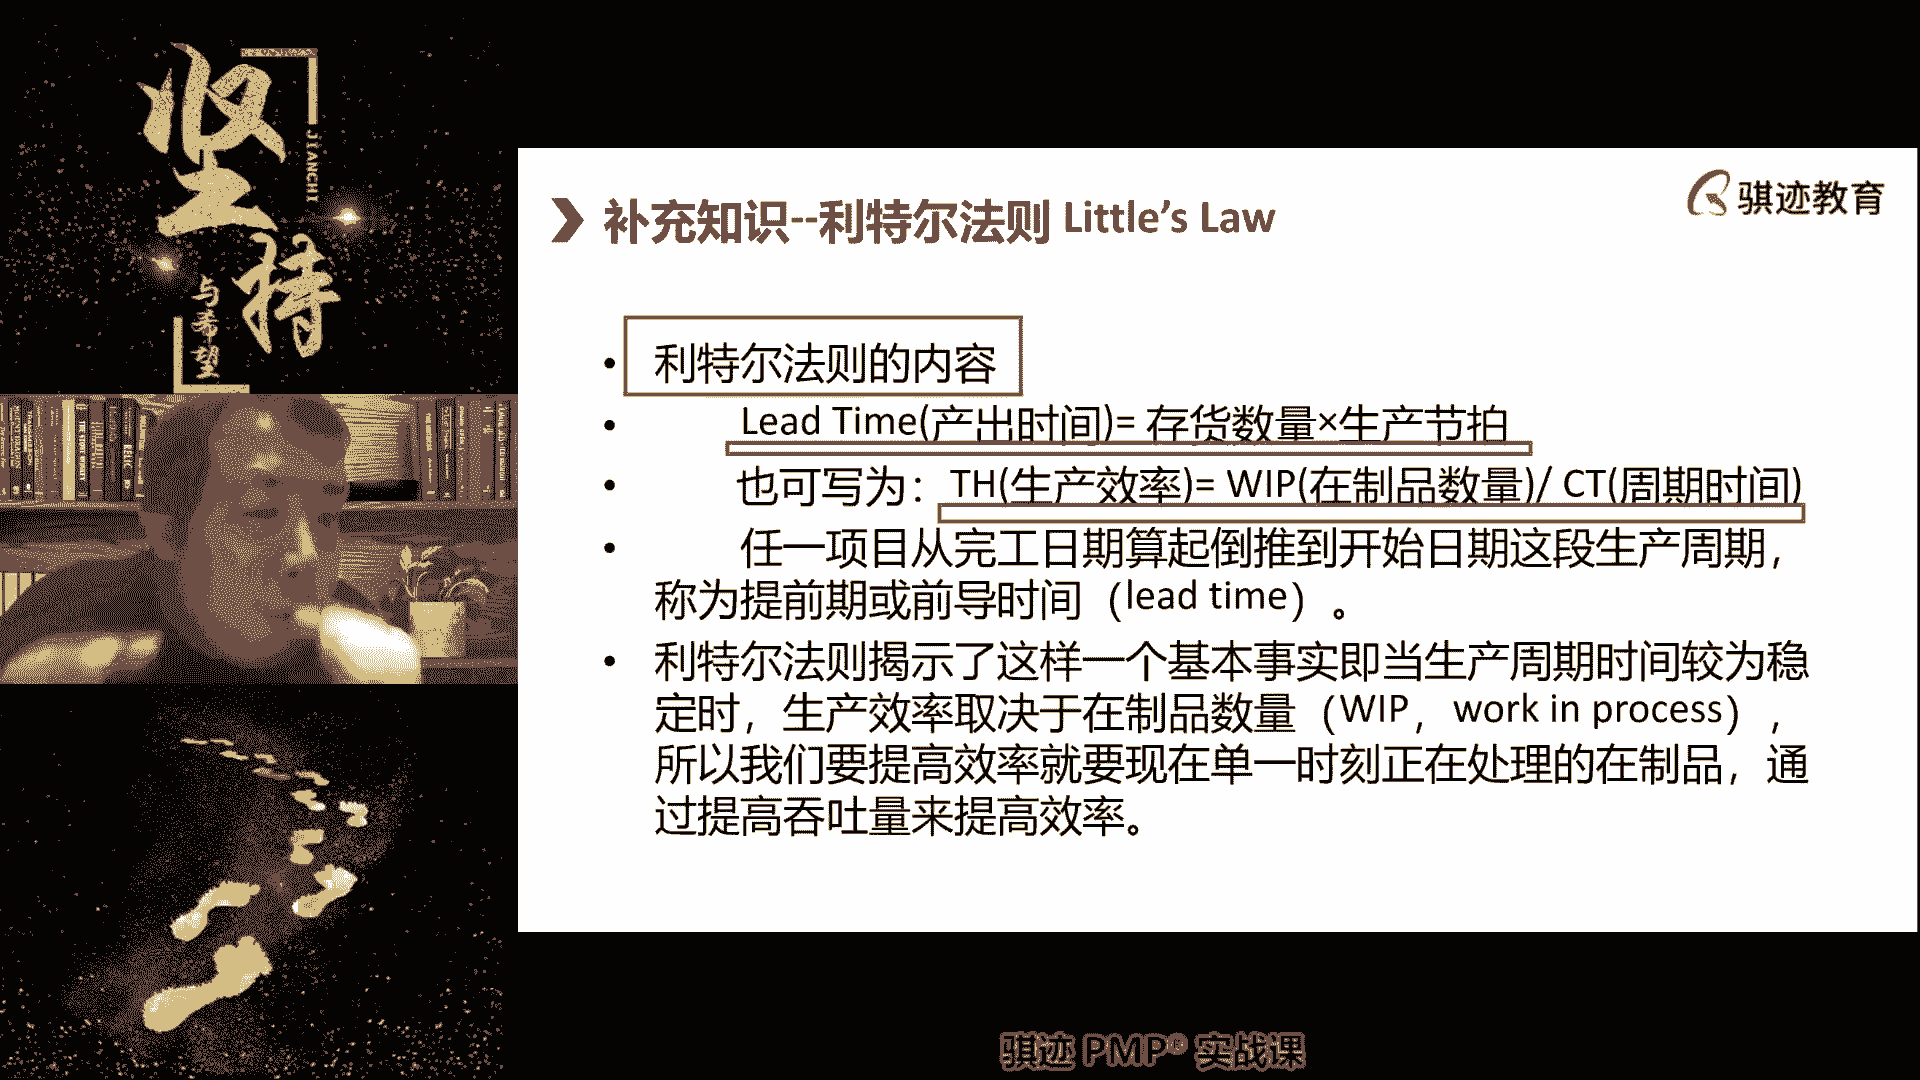 坚持
JIANCHI
与希望
骐迹教育
补充知识--利特尔法则 Little's Law
• 利特尔法则的内容
• Lead Time(产出时间)= 存货数量×生产节拍
• 也可写为：TH(生产效率)= WIP(在制品数量)/ CT(周期时间)
• 任一项目从完工日期算起倒推到开始日期这段生产周期，
称为提前期或前导时间（lead time）。
• 利特尔法则揭示了这样一个基本事实即当生产周期时间较为稳
定时，生产效率取决于在制品数量（WIP，work in process），
所以我们要提高效率就要现在单一时刻正在处理的在制品，通
过提高吞吐量来提高效率。
骐迹 PMP® 实战课